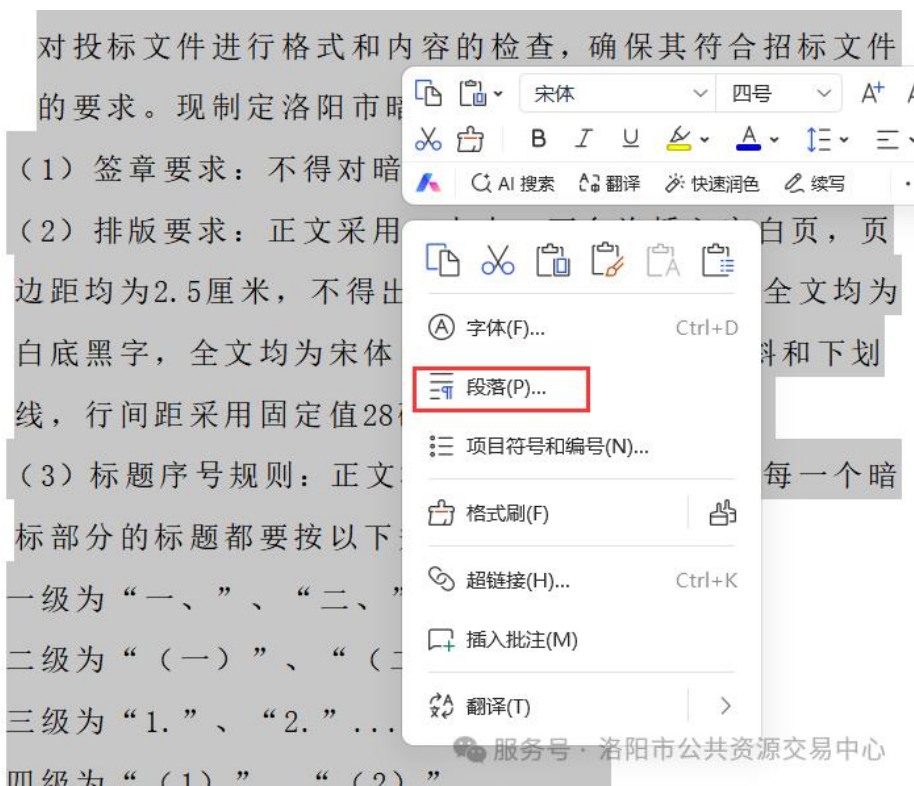 对投标文件进行格式和内容的检查，确保其符合招标文件
的要求。现制定洛阳市暗
宋体 四号 A+
B I U A
AI 搜索 翻译 快速润色 续写
（1）签章要求：不得对暗
（2）排版要求：正文采用
白页，页
边距均为2.5厘米，不得出
全文均为
字体(F)... Ctrl+D
白底黑字，全文均为宋体
和下划
段落(P)...
线，行间距采用固定值28
项目符号和编号(N)...
（3）标题序号规则：正文
每一个暗
格式刷(F)
标部分的标题都要按以下
超链接(H)... Ctrl+K
一级为“一、”、“二、”
插入批注(M)
二级为“（一）”、“（二
翻译(T)
三级为“1.”、“2.”...
服务号 · 洛阳市公共资源交易中心
四级为“（1）”、“（2）”